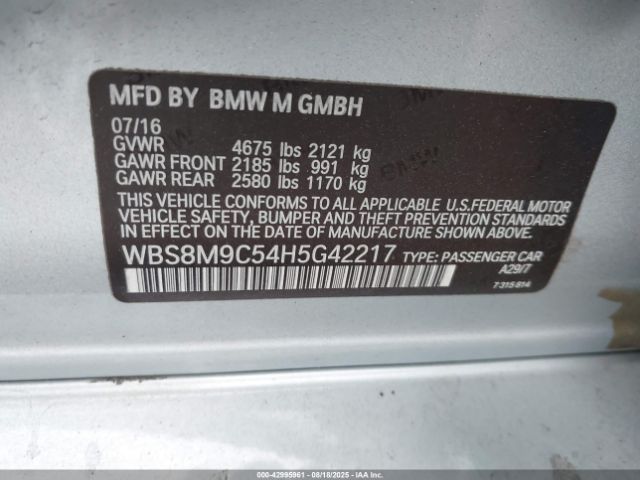 MFD BY BMW M GMBH
07/16
GVWR 4675 lbs 2121 kg
GAWR FRONT 2185 lbs 991 kg
GAWR REAR 2580 lbs 1170 kg
THIS VEHICLE CONFORMS TO ALL APPLICABLE U.S.FEDERAL MOTOR
VEHICLE SAFETY, BUMPER AND THEFT PREVENTION STANDARDS
IN EFFECT ON THE DATE OF MANUFACTURE SHOWN ABOVE.
WBS8M9C54H5G42217 TYPE: PASSENGER CAR
A29/7
7 315 814
000-42995961 | 08/18/2025 - IAA Inc.